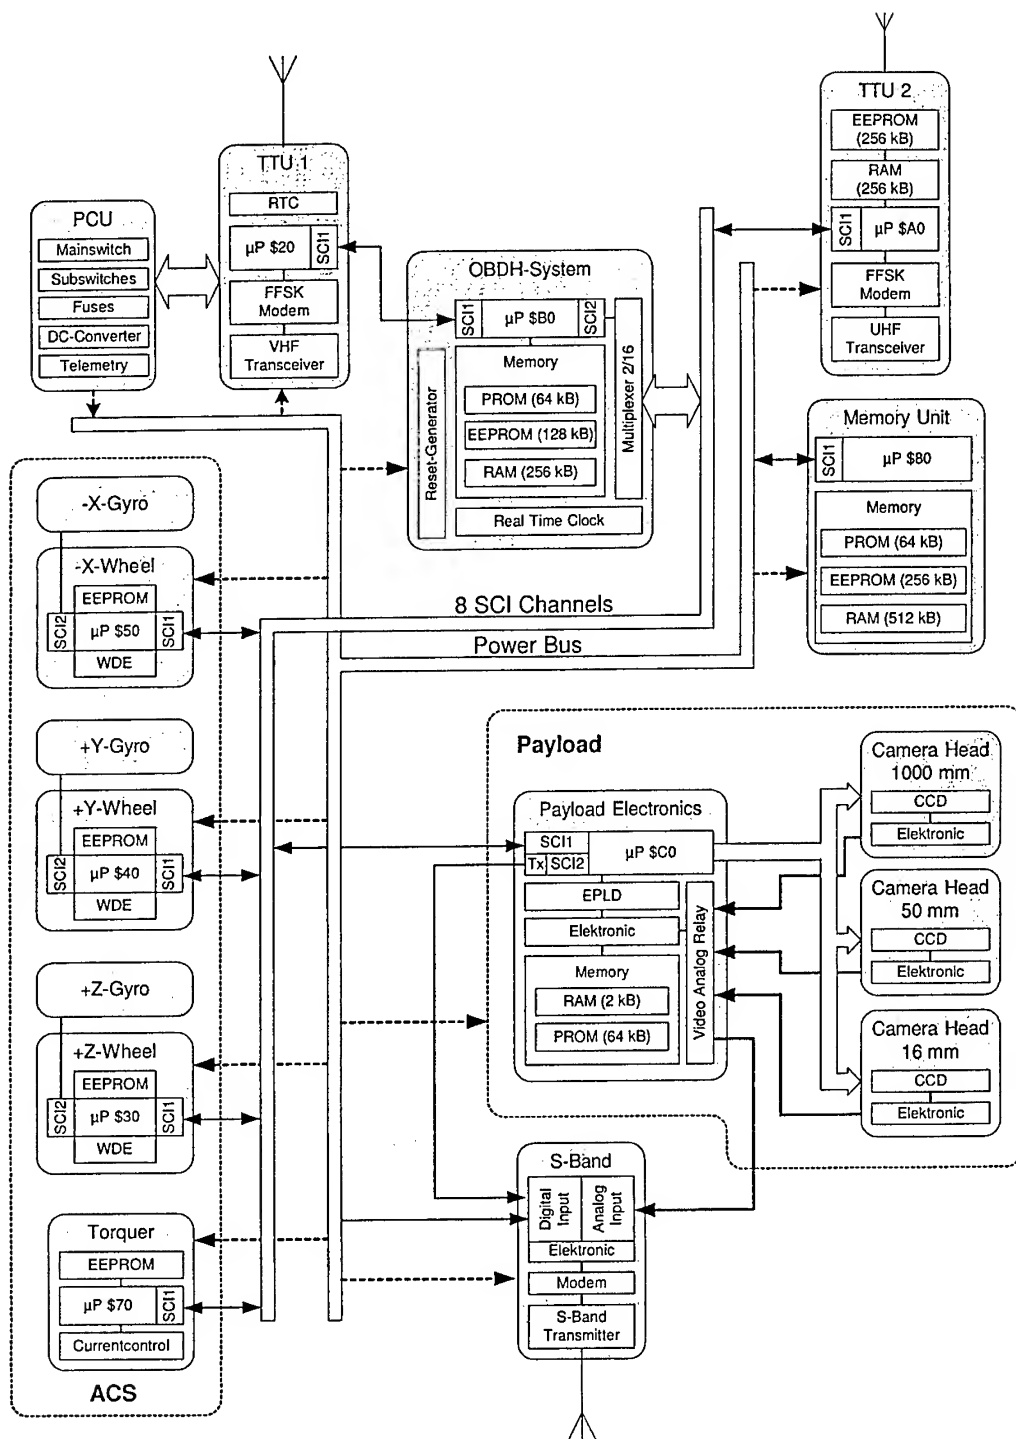 TTU 2
EEPROM
(256 kB)
RAM
(256 kB)
SCI1
µP $A0
FFSK
Modem
UHF
Transceiver
TTU 1
RTC
µP $20
SCI1
FFSK
Modem
VHF
Transceiver
PCU
Mainswitch
Subswitches
Fuses
DC-Converter
Telemetry
OBDH-System
SCI1
µP $B0
SCI2
Multiplexer 2/16
Reset-Generator
Memory
PROM (64 kB)
EEPROM (128 kB)
RAM (256 kB)
Real Time Clock
Memory Unit
SCI1
µP $80
Memory
PROM (64 kB)
EEPROM (256 kB)
RAM (512 kB)
-X-Gyro
-X-Wheel
EEPROM
SCI2
µP $50
SCI1
WDE
8 SCI Channels
Power Bus
+Y-Gyro
+Y-Wheel
EEPROM
SCI2
µP $40
SCI1
WDE
+Z-Gyro
+Z-Wheel
EEPROM
SCI2
µP $30
SCI1
WDE
Torquer
EEPROM
µP $70
SCI1
Currentcontrol
ACS
Payload
Payload Electronics
SCI1
Tx
SCI2
µP $C0
EPLD
Elektronic
Video Analog Relay
Memory
RAM (2 kB)
PROM (64 kB)
Camera Head
1000 mm
CCD
Elektronic
Camera Head
50 mm
CCD
Elektronic
Camera Head
16 mm
CCD
Elektronic
S-Band
Digital
Input
Analog
Input
Elektronic
Modem
S-Band
Transmitter